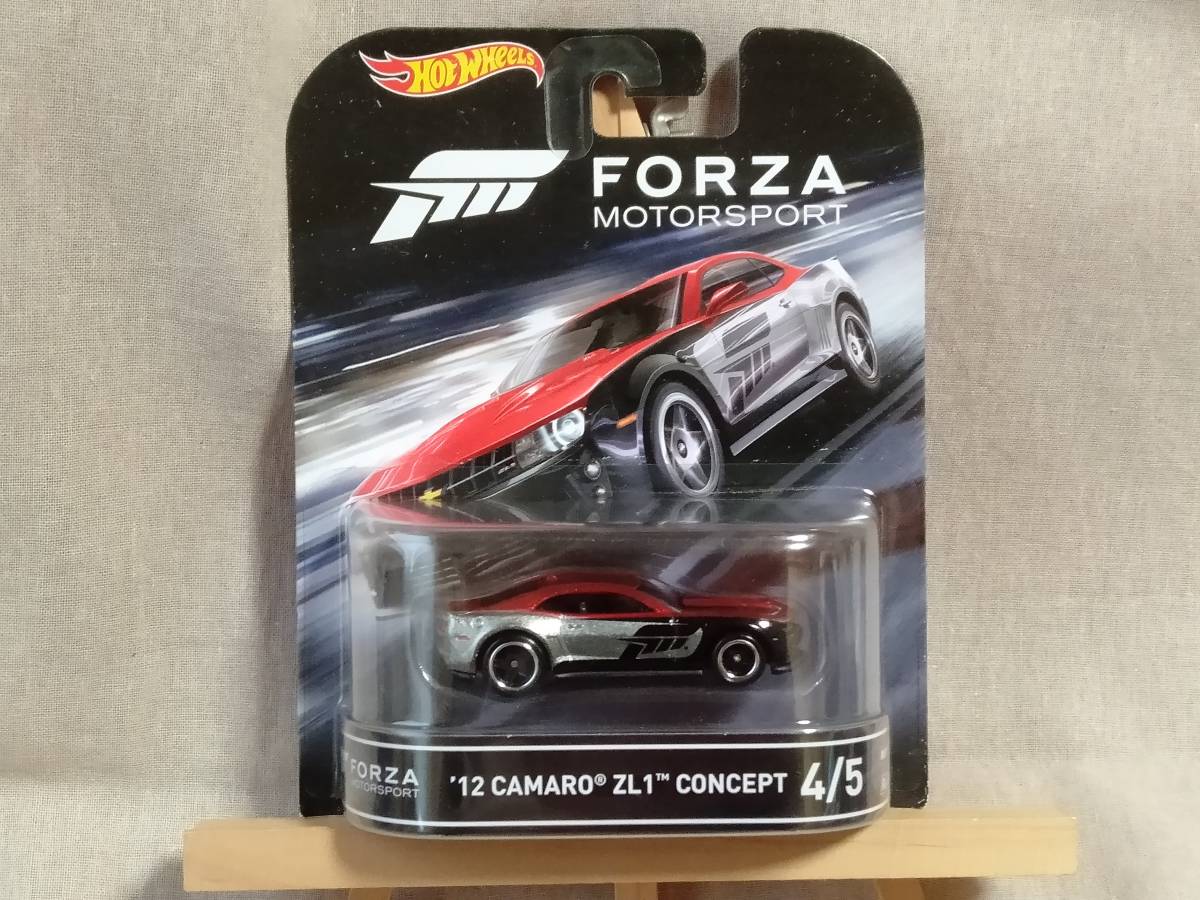 HOT WHEELS
FORZA
MOTORSPORT
FORZA
MOTORSPORT
'12 CAMARO® ZL1™ CONCEPT 4/5